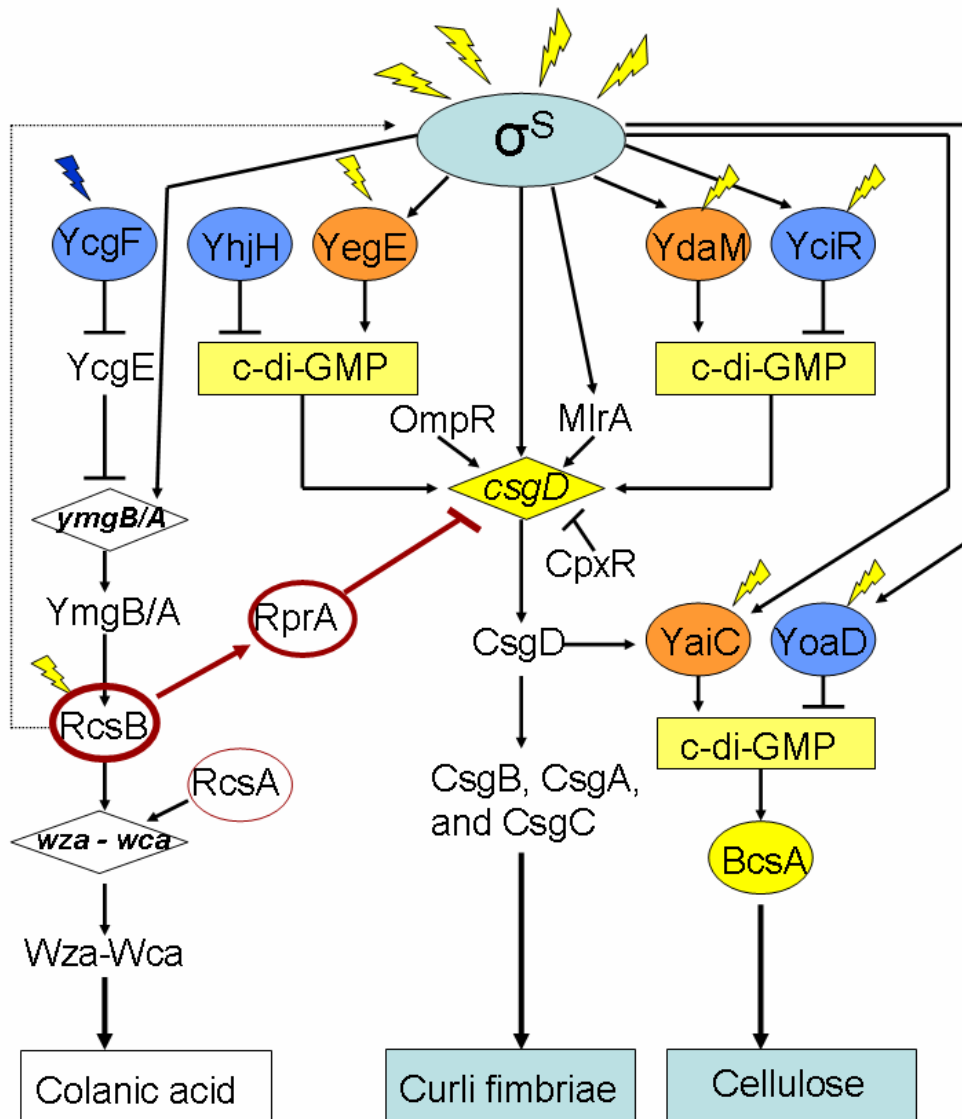 σS
YcgF
YhjH
YegE
YdaM
YciR
YcgE
c-di-GMP
c-di-GMP
OmpR
MlrA
csgD
ymgB/A
CpxR
YmgB/A
RprA
CsgD
YaiC
YoaD
RcsB
c-di-GMP
RcsA
CsgB, CsgA,
and CsgC
wza - wca
BcsA
Wza-Wca
Colanic acid
Curli fimbriae
Cellulose